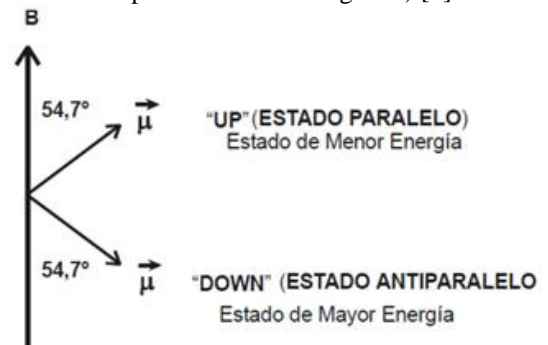 B
54,7°
μ
"UP" (ESTADO PARALELO)
Estado de Menor Energía
54,7°
μ
"DOWN" (ESTADO ANTIPARALELO
Estado de Mayor Energía